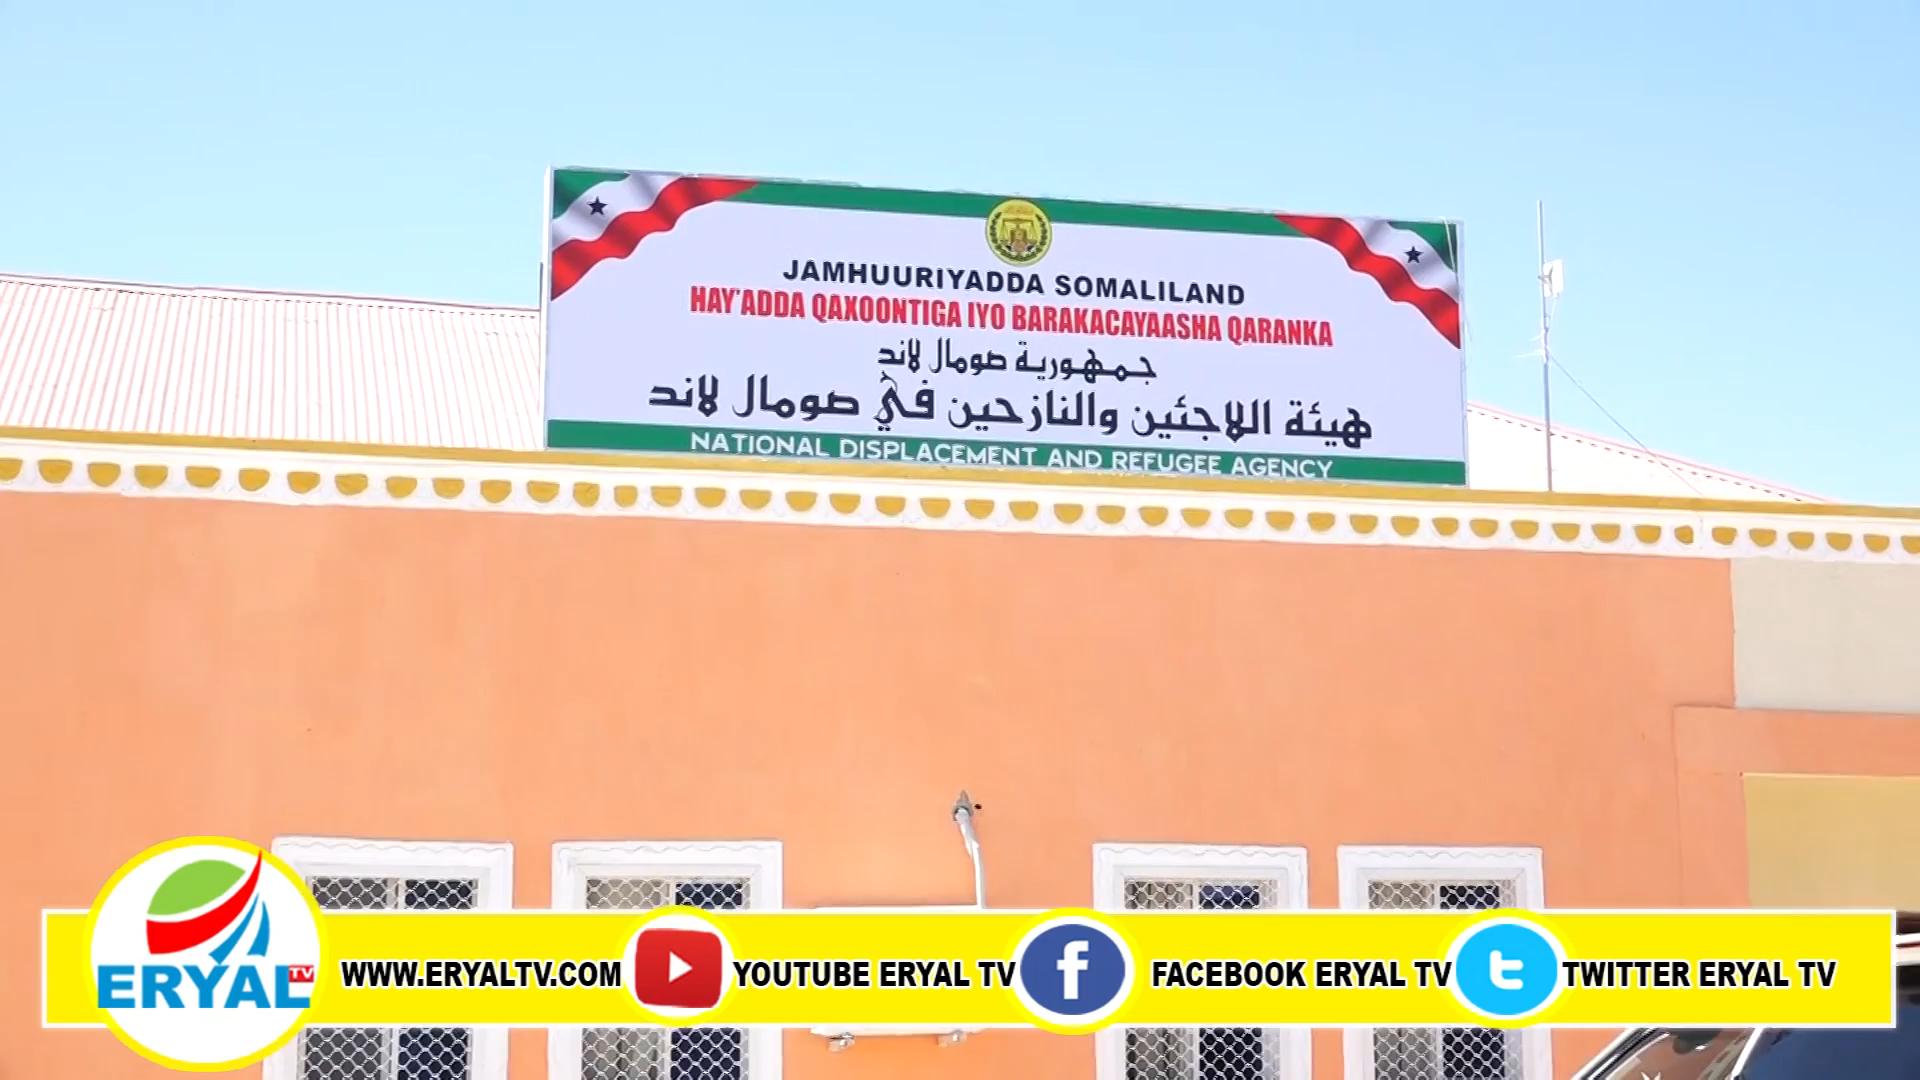 JAMHUURIYADDA SOMALILAND
HAY'ADDA QAXOONTIGA IYO BARAKACAYAASHA QARANKA
جمهورية صومال لاند
هيئة اللاجئين والنازحين في صومال لاند
NATIONAL DISPLACEMENT AND REFUGEE AGENCY
ERYAL TV
WWW.ERYALTV.COM
YOUTUBE ERYAL TV
FACEBOOK ERYAL TV
TWITTER ERYAL TV